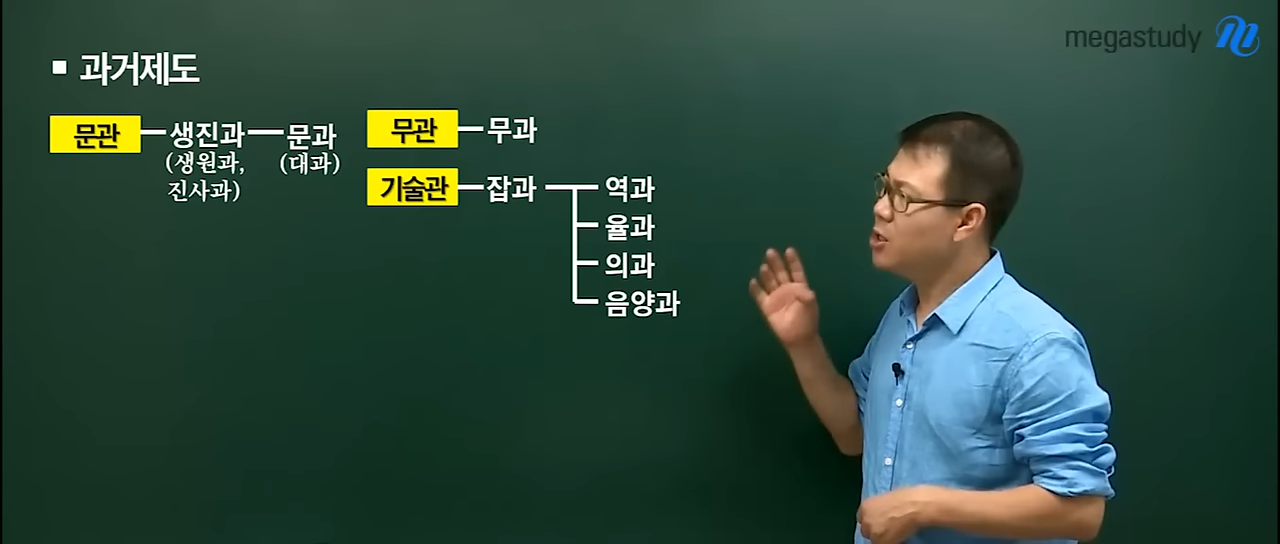 megastudy
▪ 과거제도
문관 생진과 문과
(생원과, (대과)
진사과)
무관 무과
기술관 잡과 역과
율과
의과
음양과